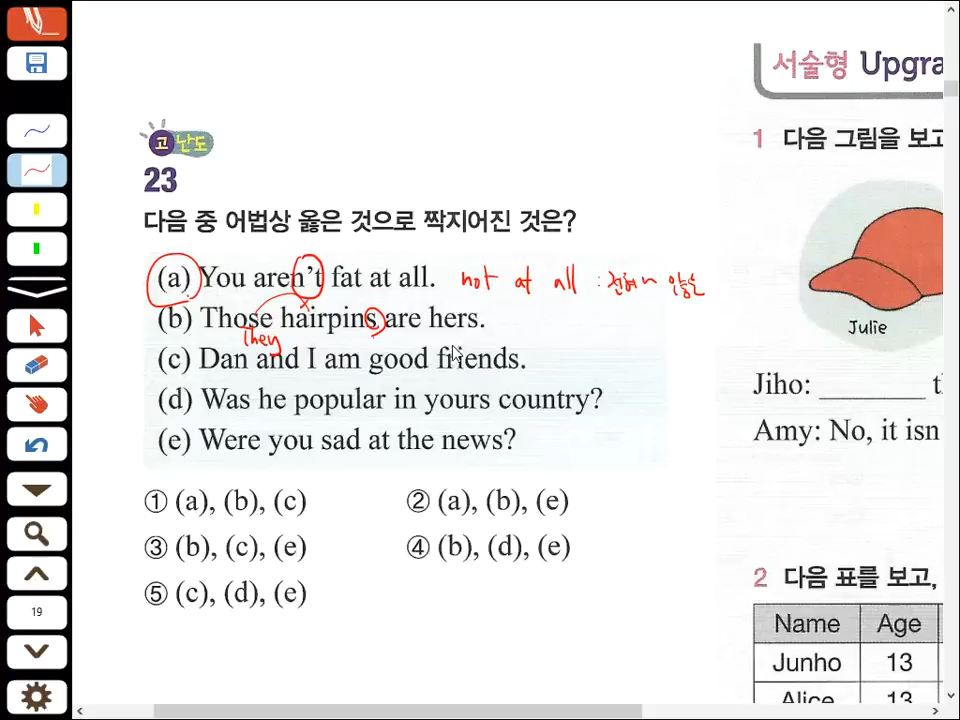 서술형 Upgra
고 난도
23
다음 중 어법상 옳은 것으로 짝지어진 것은?
(a) You aren't fat at all. not at all : 전혀 않는
(b) Those hairpins are hers.
They
(c) Dan and I am good friends.
(d) Was he popular in yours country?
(e) Were you sad at the news?
① (a), (b), (c)
② (a), (b), (e)
③ (b), (c), (e)
④ (b), (d), (e)
⑤ (c), (d), (e)
1 다음 그림을 보고
Julie
Jiho: ________ t
Amy: No, it isn
2 다음 표를 보고,
Name Age
Junho 13
Alice 13
19